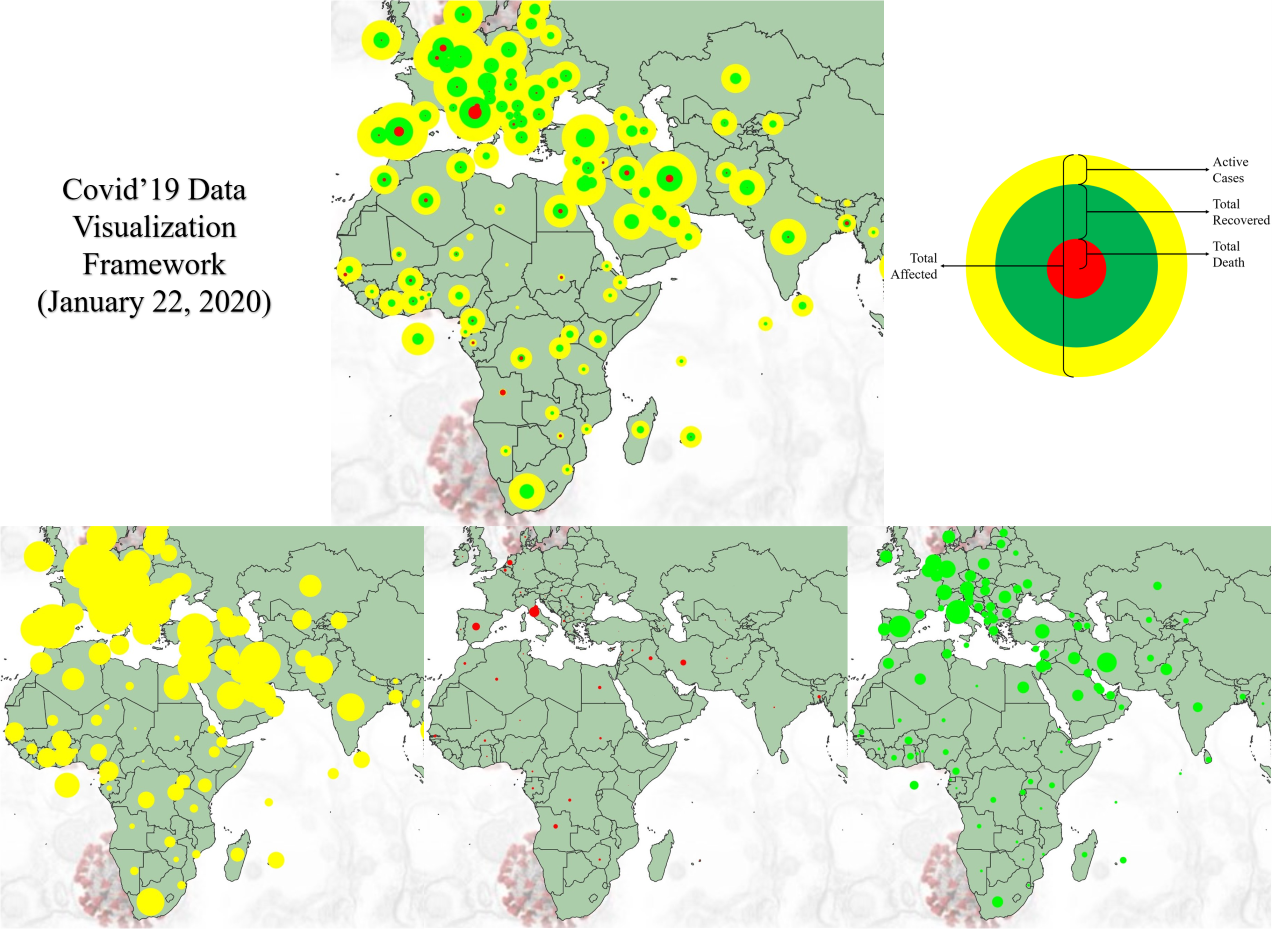 Covid’19 Data
Visualization
Framework
(January 22, 2020)
Active
Cases
Total
Recovered
Total
Death
Total
Affected